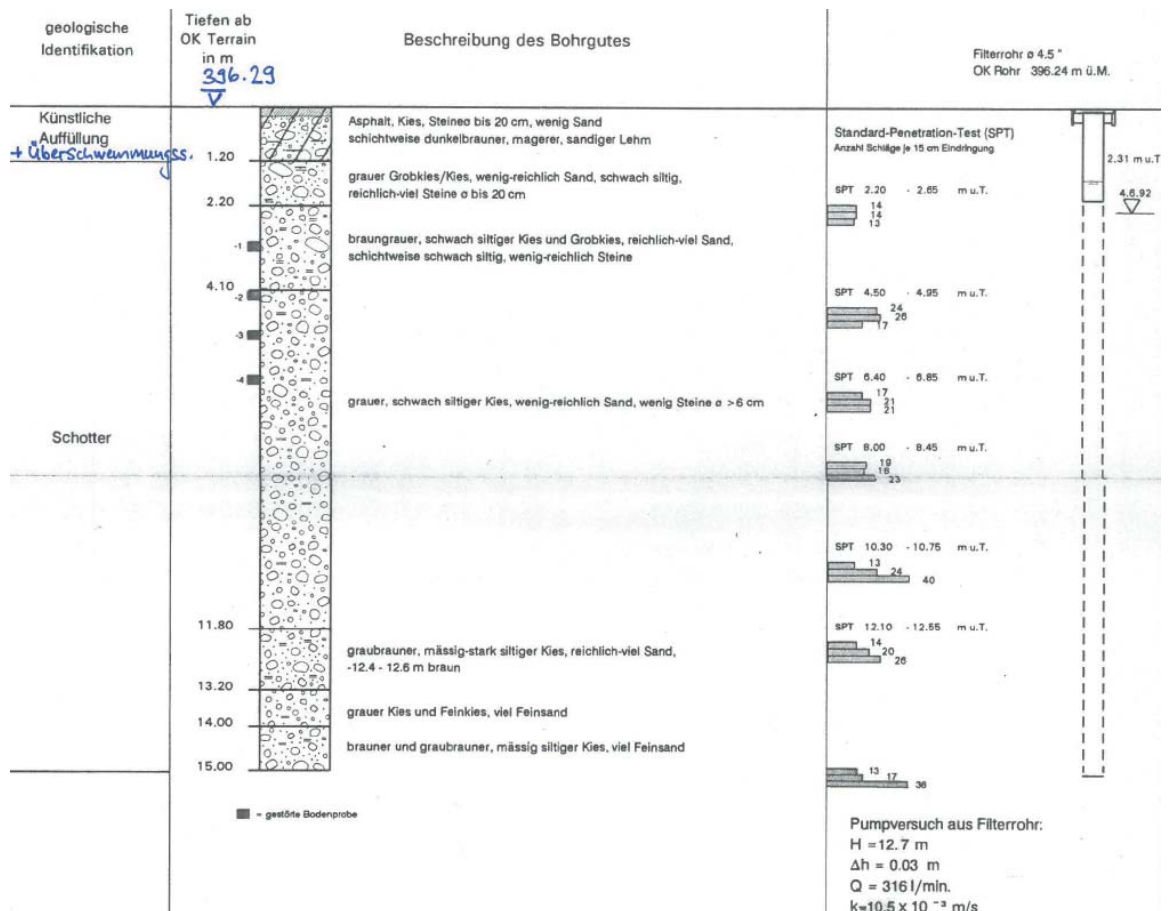 geologische
Identifikation
Tiefen ab
OK Terrain
in m
396.29
Beschreibung des Bohrgutes
Filterrohr ø 4.5 "
OK Rohr 396.24 m ü.M.
Künstliche
Auffüllung
+ Überschwemmungss.
1.20
Asphalt, Kies, Steineø bis 20 cm, wenig Sand
schichtweise dunkelbrauner, magerer, sandiger Lehm
Standard-Penetration-Test (SPT)
Anzahl Schläge je 15 cm Eindringung
2.31 m u.T
4.6.92
grauer Grobkies/Kies, wenig-reichlich Sand, schwach siltig,
reichlich-viel Steine ø bis 20 cm
2.20
SPT 2.20 - 2.65 m u.T.
14
14
13
-1
braungrauer, schwach siltiger Kies und Grobkies, reichlich-viel Sand,
schichtweise schwach siltig, wenig-reichlich Steine
4.10
-2
SPT 4.50 - 4.95 m u.T.
24
26
17
-3
-4
SPT 6.40 - 6.85 m u.T.
17
21
21
grauer, schwach siltiger Kies, wenig-reichlich Sand, wenig Steine ø >6 cm
Schotter
SPT 8.00 - 8.45 m u.T.
19
18
23
SPT 10.30 - 10.75 m u.T.
13
24
40
11.80
SPT 12.10 - 12.55 m u.T.
14
20
26
graubrauner, mässig-stark siltiger Kies, reichlich-viel Sand,
-12.4 - 12.6 m braun
13.20
grauer Kies und Feinkies, viel Feinsand
14.00
brauner und graubrauner, mässig siltiger Kies, viel Feinsand
15.00
13
17
36
= gestörte Bodenprobe
Pumpversuch aus Filterrohr:
H =12.7 m
Δh = 0.03 m
Q = 316 l/min.
k=10.5 x 10 ⁻³ m/s